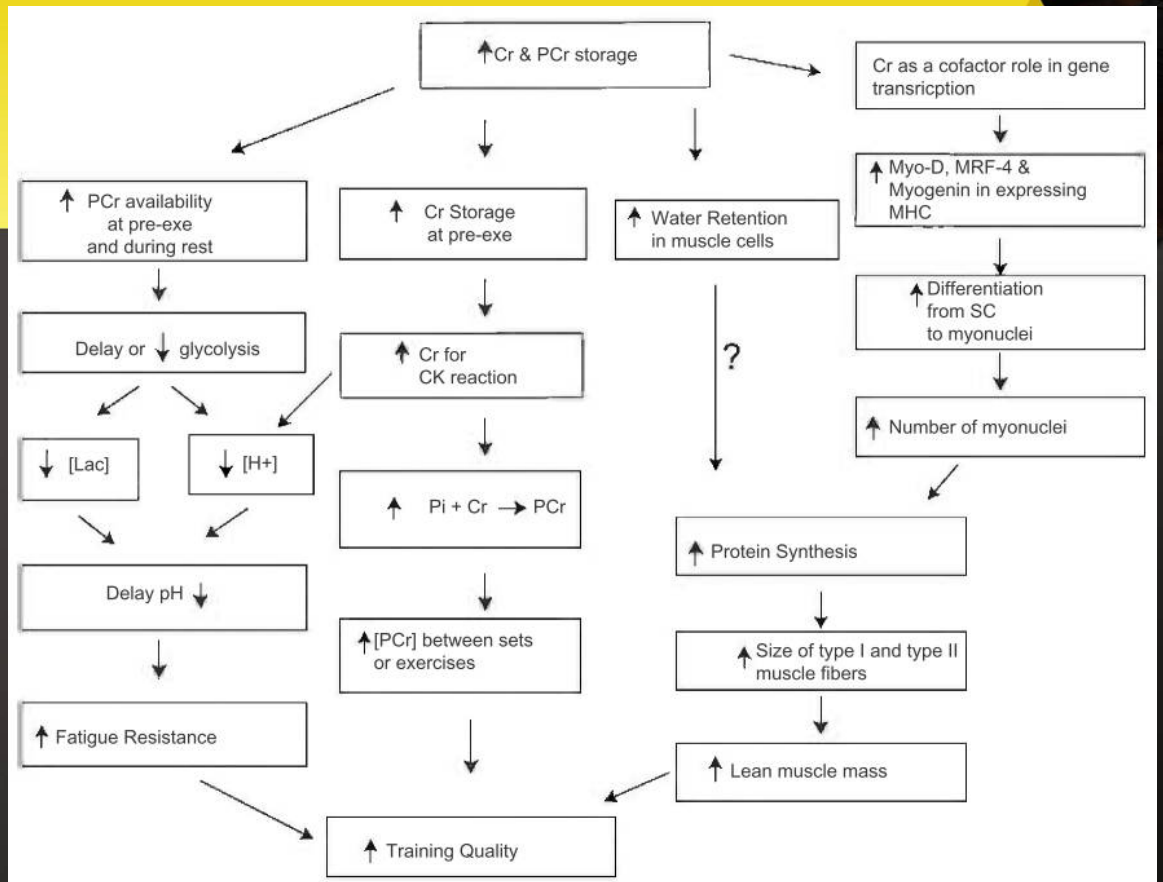 ↑Cr & PCr storage
Cr as a cofactor role in gene
transricption
↑ Myo-D, MRF-4 &
Myogenin in expressing
MHC
↑ PCr availability
at pre-exe
and during rest
↑ Cr Storage
at pre-exe
↑ Water Retention
in muscle cells
↑ Differentiation
from SC
to myonuclei
Delay or ↓ glycolysis
↑ Cr for
CK reaction
?
↑ Number of myonuclei
↓ [Lac]
↓ [H+]
↑ Pi + Cr → PCr
↑ Protein Synthesis
Delay pH ↓
↑ [PCr] between sets
or exercises
↑ Size of type I and type II
muscle fibers
↑ Fatigue Resistance
↑ Lean muscle mass
↑ Training Quality